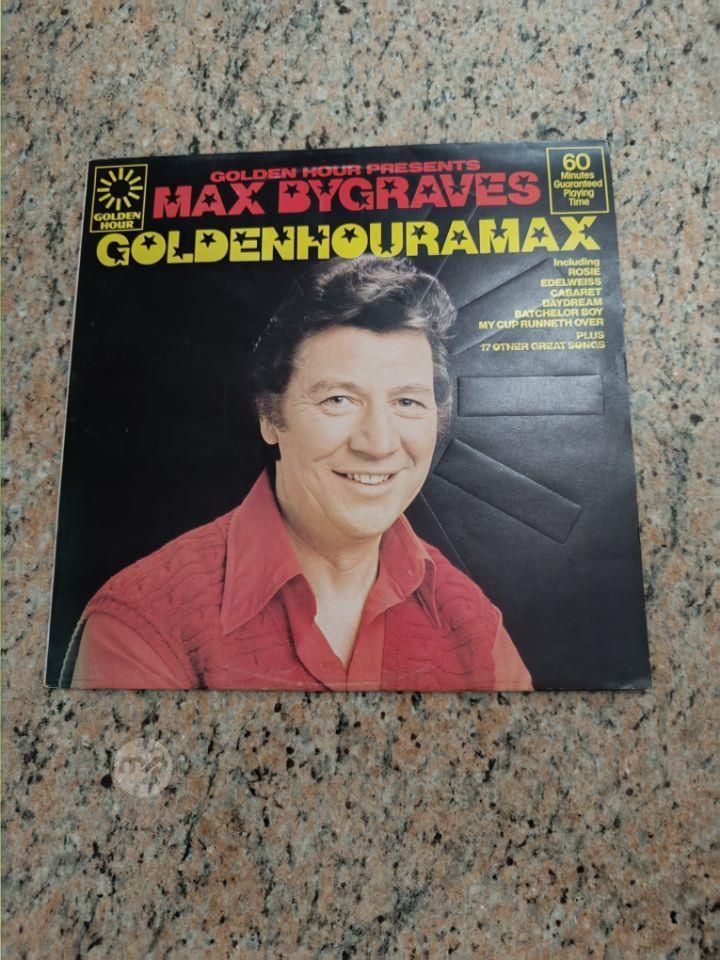 GOLDEN HOUR PRESENTS
MAX BYGRAVES
GOLDENHOURAMAX
GOLDEN
HOUR
60
Minutes
Guaranteed
Playing
Time
Including
ROSIE
EDELWEISS
CABARET
DAYDREAM
BATCHELOR BOY
MY CUP RUNNETH OVER
PLUS
17 OTHER GREAT SONGS